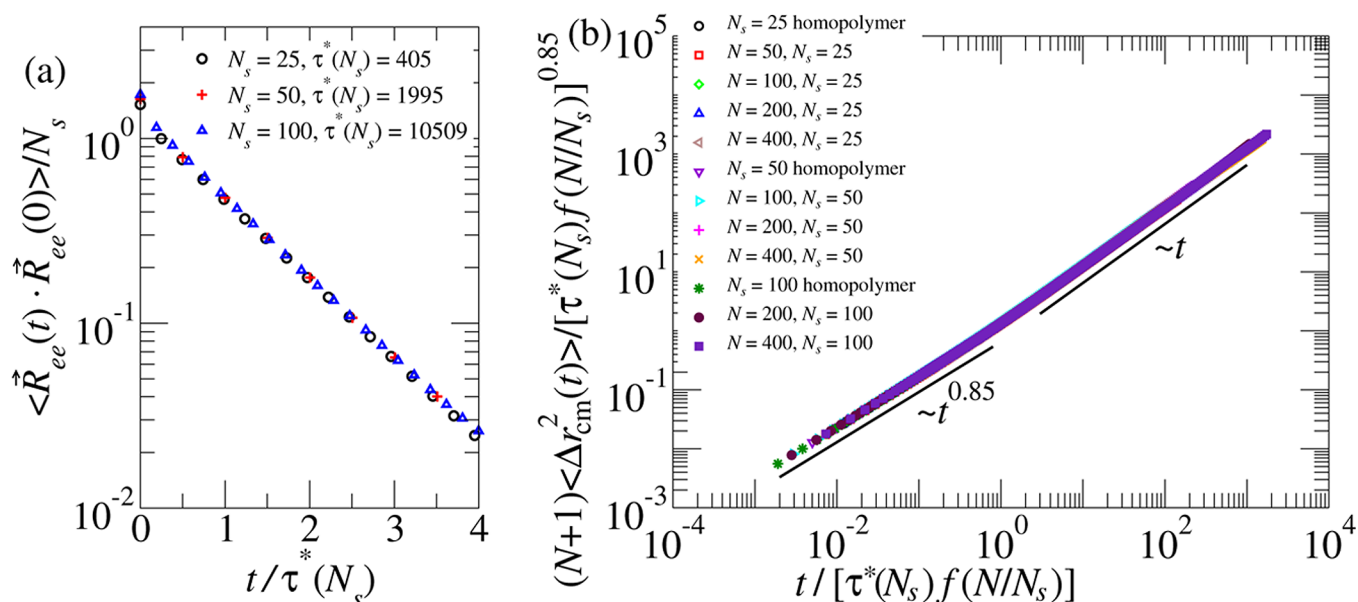 (a)
N_s = 25, τ*(N_s) = 405
N_s = 50, τ*(N_s) = 1995
N_s = 100, τ*(N_s) = 10509
<R⃗_ee(t) · R⃗_ee(0)>/N_s
10^0
10^-1
10^-2
0 1 2 3 4
t/τ*(N_s)
(b)
N_s = 25 homopolymer
N = 50, N_s = 25
N = 100, N_s = 25
N = 200, N_s = 25
N = 400, N_s = 25
N_s = 50 homopolymer
N = 100, N_s = 50
N = 200, N_s = 50
N = 400, N_s = 50
N_s = 100 homopolymer
N = 200, N_s = 100
N = 400, N_s = 100
(N+1)<Δr²_cm(t)>/[τ*(N_s)f(N/N_s)]^0.85
10^5
10^3
10^1
10^-1
10^-3
~t
~t^0.85
10^-4 10^-2 10^0 10^2 10^4
t/[τ*(N_s)f(N/N_s)]